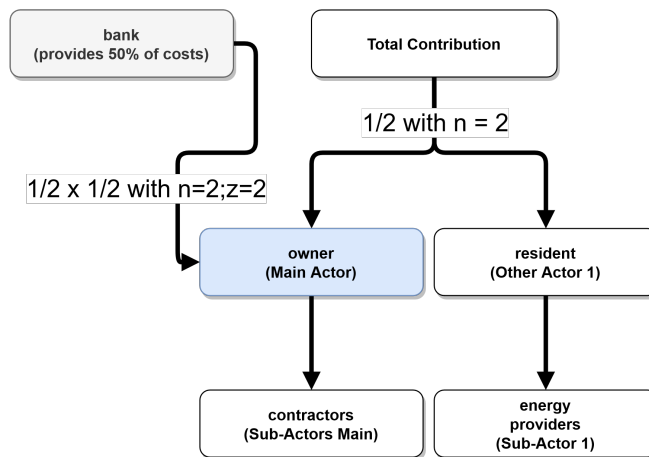 bank
(provides 50% of costs)
Total Contribution
1/2 with n = 2
1/2 x 1/2 with n=2;z=2
owner
(Main Actor)
resident
(Other Actor 1)
contractors
(Sub-Actors Main)
energy
providers
(Sub-Actor 1)